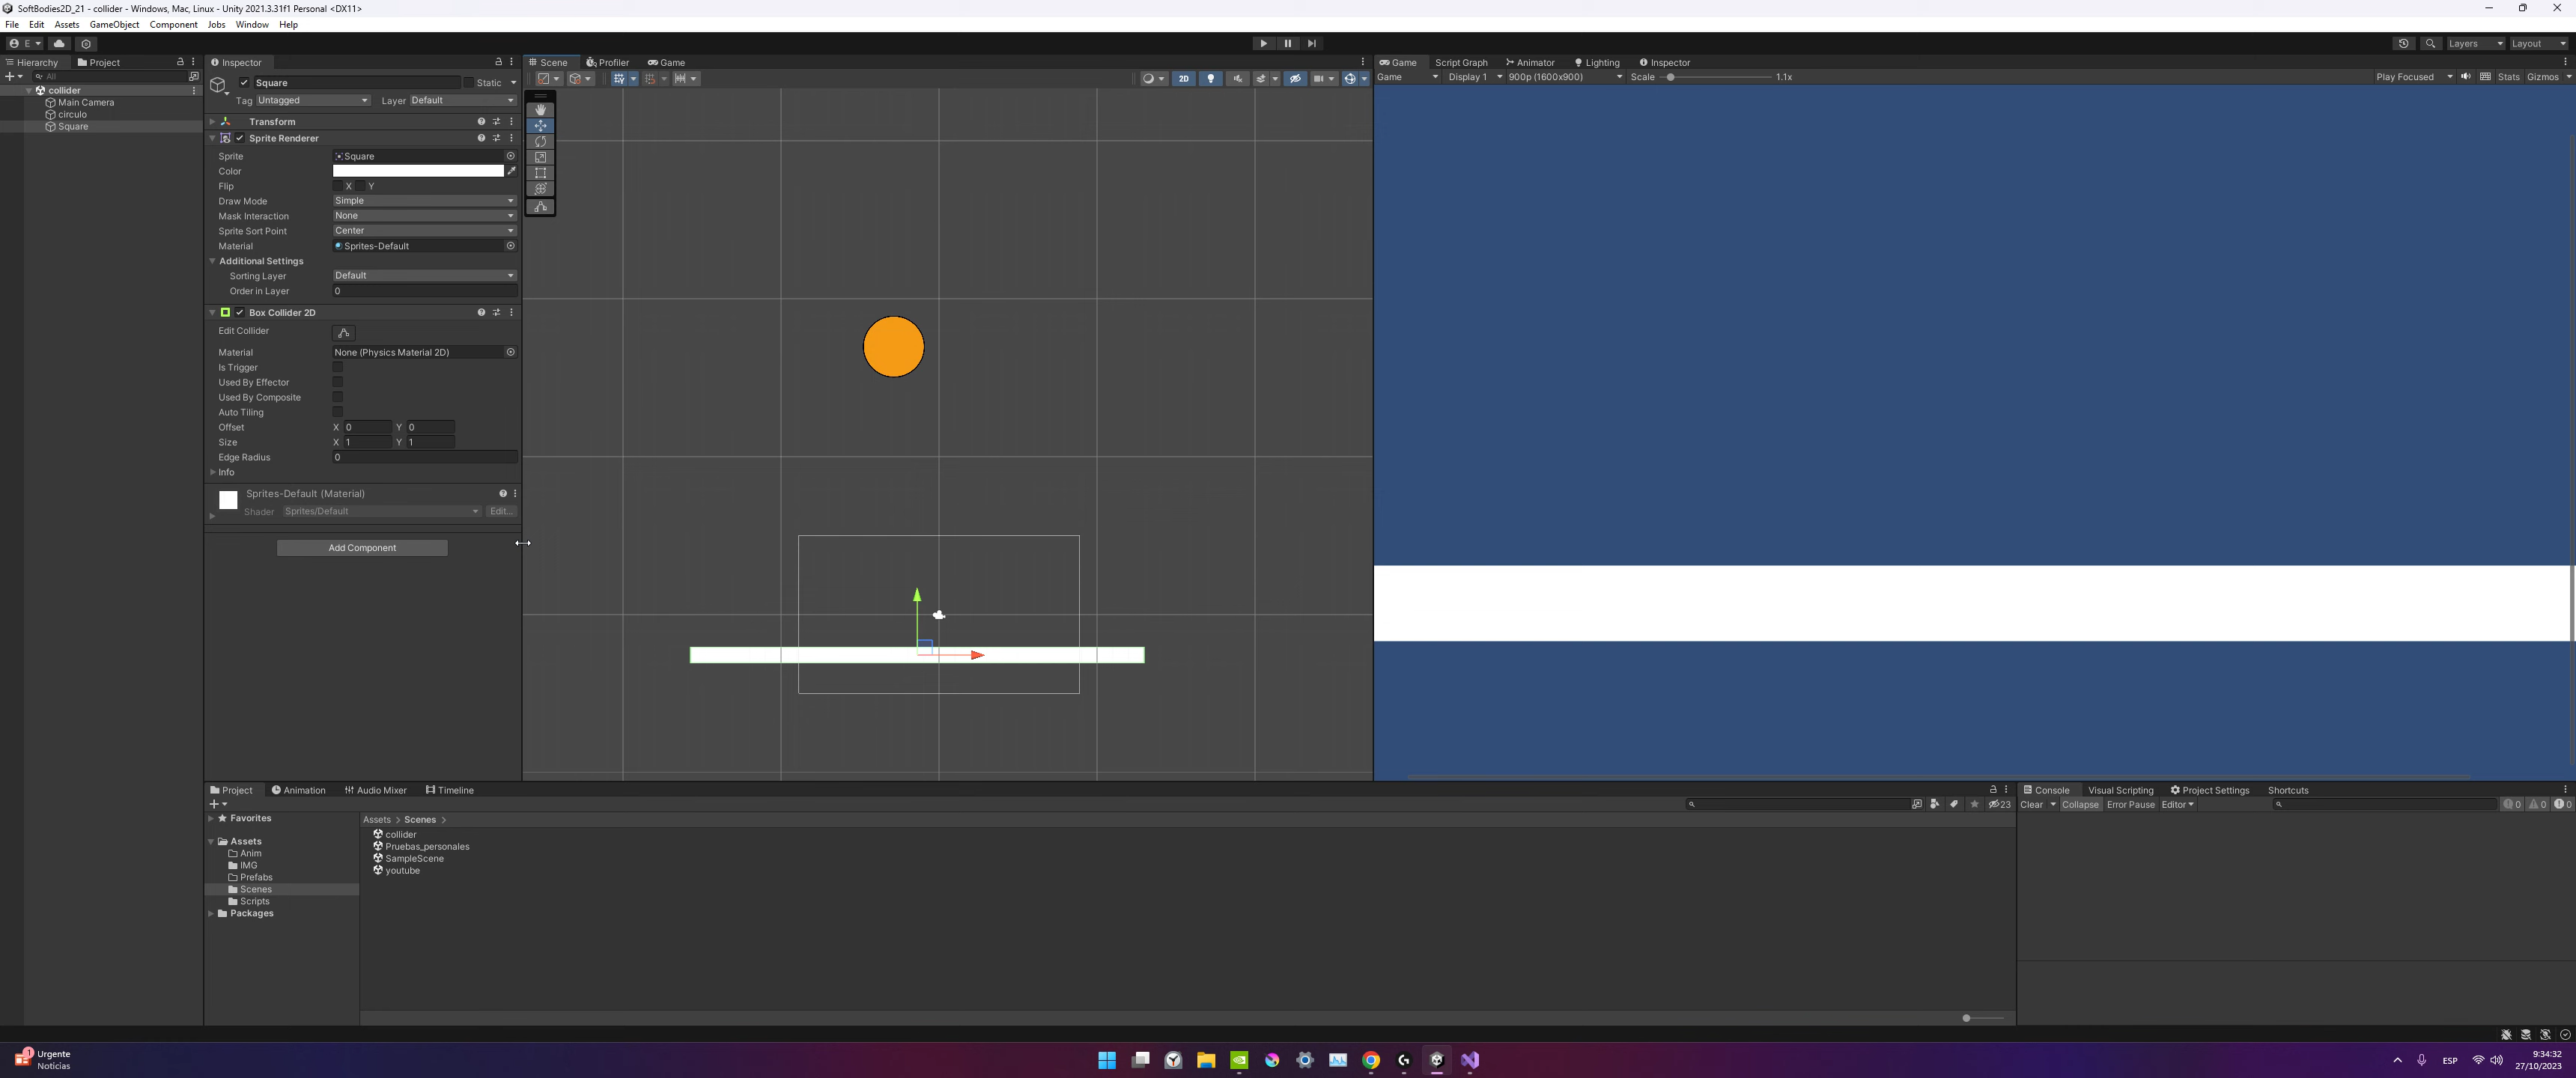 SoftBodies2D_21 - collider - Windows, Mac, Linux - Unity 2021.3.31f1 Personal <DX11>
File Edit Assets GameObject Component Jobs Window Help
E Layers Layout
Hierarchy Project
All
collider
Main Camera
circulo
Square
Inspector
Square Static
Tag Untagged Layer Default
Transform
Sprite Renderer
Sprite Square
Color
Flip X Y
Draw Mode Simple
Mask Interaction None
Sprite Sort Point Center
Material Sprites-Default
Additional Settings
Sorting Layer Default
Order in Layer 0
Box Collider 2D
Edit Collider
Material None (Physics Material 2D)
Is Trigger
Used By Effector
Used By Composite
Auto Tiling
Offset X 0 Y 0
Size X 1 Y 1
Edge Radius 0
Info
Sprites-Default (Material)
Shader Sprites/Default Edit...
Add Component
Scene Profiler Game
2D
Game Script Graph Animator Lighting Inspector
Game Display 1 900p (1600x900) Scale 1.1x Play Focused Stats Gizmos
Project Animation Audio Mixer Timeline
23
Favorites
Assets
Anim
IMG
Prefabs
Scenes
Scripts
Packages
Assets > Scenes >
collider
Pruebas_personales
SampleScene
youtube
Console Visual Scripting Project Settings Shortcuts
Clear Collapse Error Pause Editor 0 0 0
1
Urgente
Noticias
ESP
9:34:32
27/10/2023